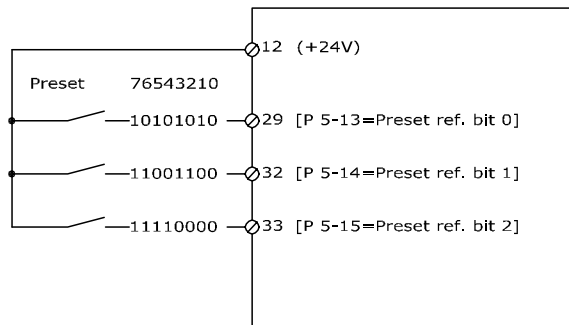 12 (+24V)
Preset 76543210
10101010 29 [P 5-13=Preset ref. bit 0]
11001100 32 [P 5-14=Preset ref. bit 1]
11110000 33 [P 5-15=Preset ref. bit 2]